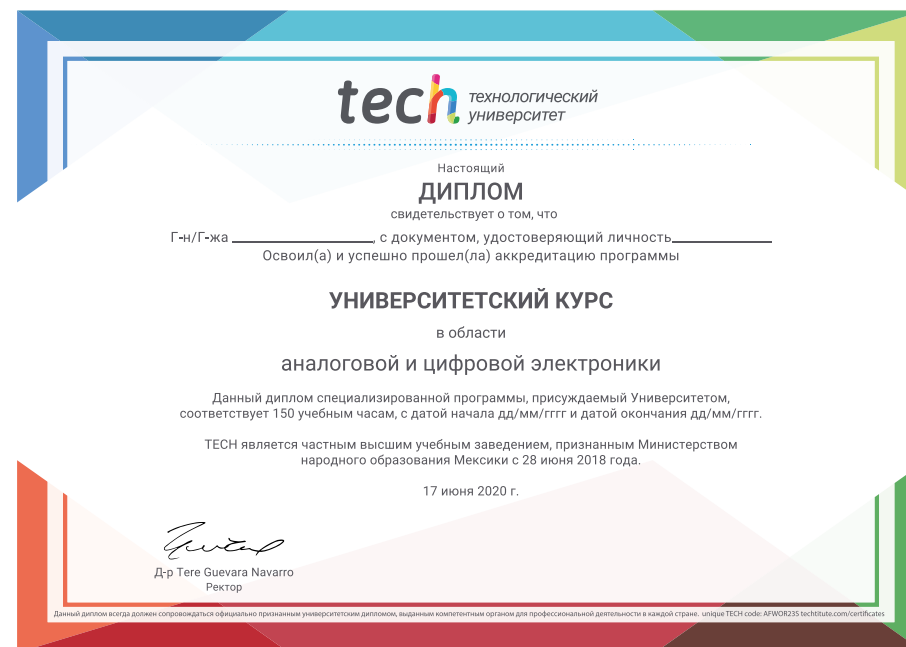 tech технологический
университет
Настоящий
ДИПЛОМ
свидетельствует о том, что
Г-н/Г-жа ____________________, с документом, удостоверяющий личность______________
Освоил(а) и успешно прошел(ла) аккредитацию программы
УНИВЕРСИТЕТСКИЙ КУРС
в области
аналоговой и цифровой электроники
Данный диплом специализированной программы, присуждаемый Университетом,
соответствует 150 учебным часам, с датой начала дд/мм/гггг и датой окончания дд/мм/гггг.
TECH является частным высшим учебным заведением, признанным Министерством
народного образования Мексики с 28 июня 2018 года.
17 июня 2020 г.
Д-р Tere Guevara Navarro
Ректор
Данный диплом всегда должен сопровождаться официально признанным университетским дипломом, выданным компетентным органом для профессиональной деятельности в каждой стране. unique TECH code: AFWOR23S techtitute.com/certificates